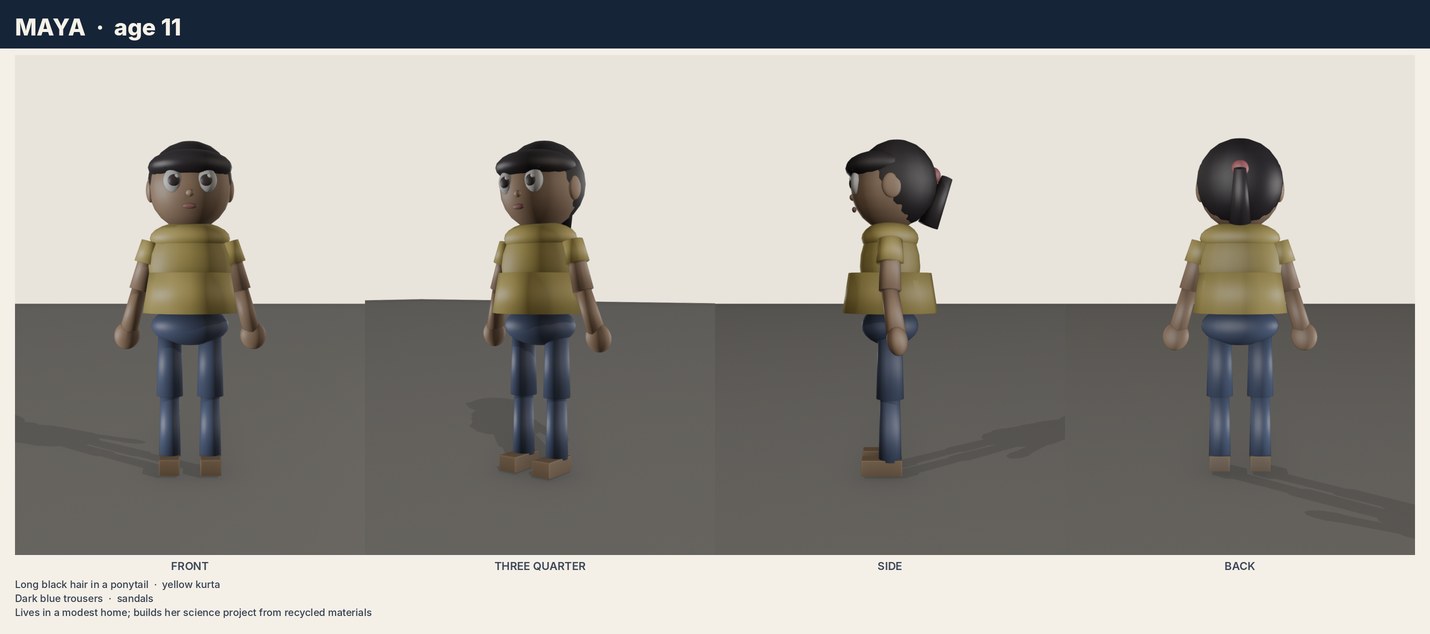 MAYA · age 11
FRONT
THREE QUARTER
SIDE
BACK
Long black hair in a ponytail · yellow kurta
Dark blue trousers · sandals
Lives in a modest home; builds her science project from recycled materials